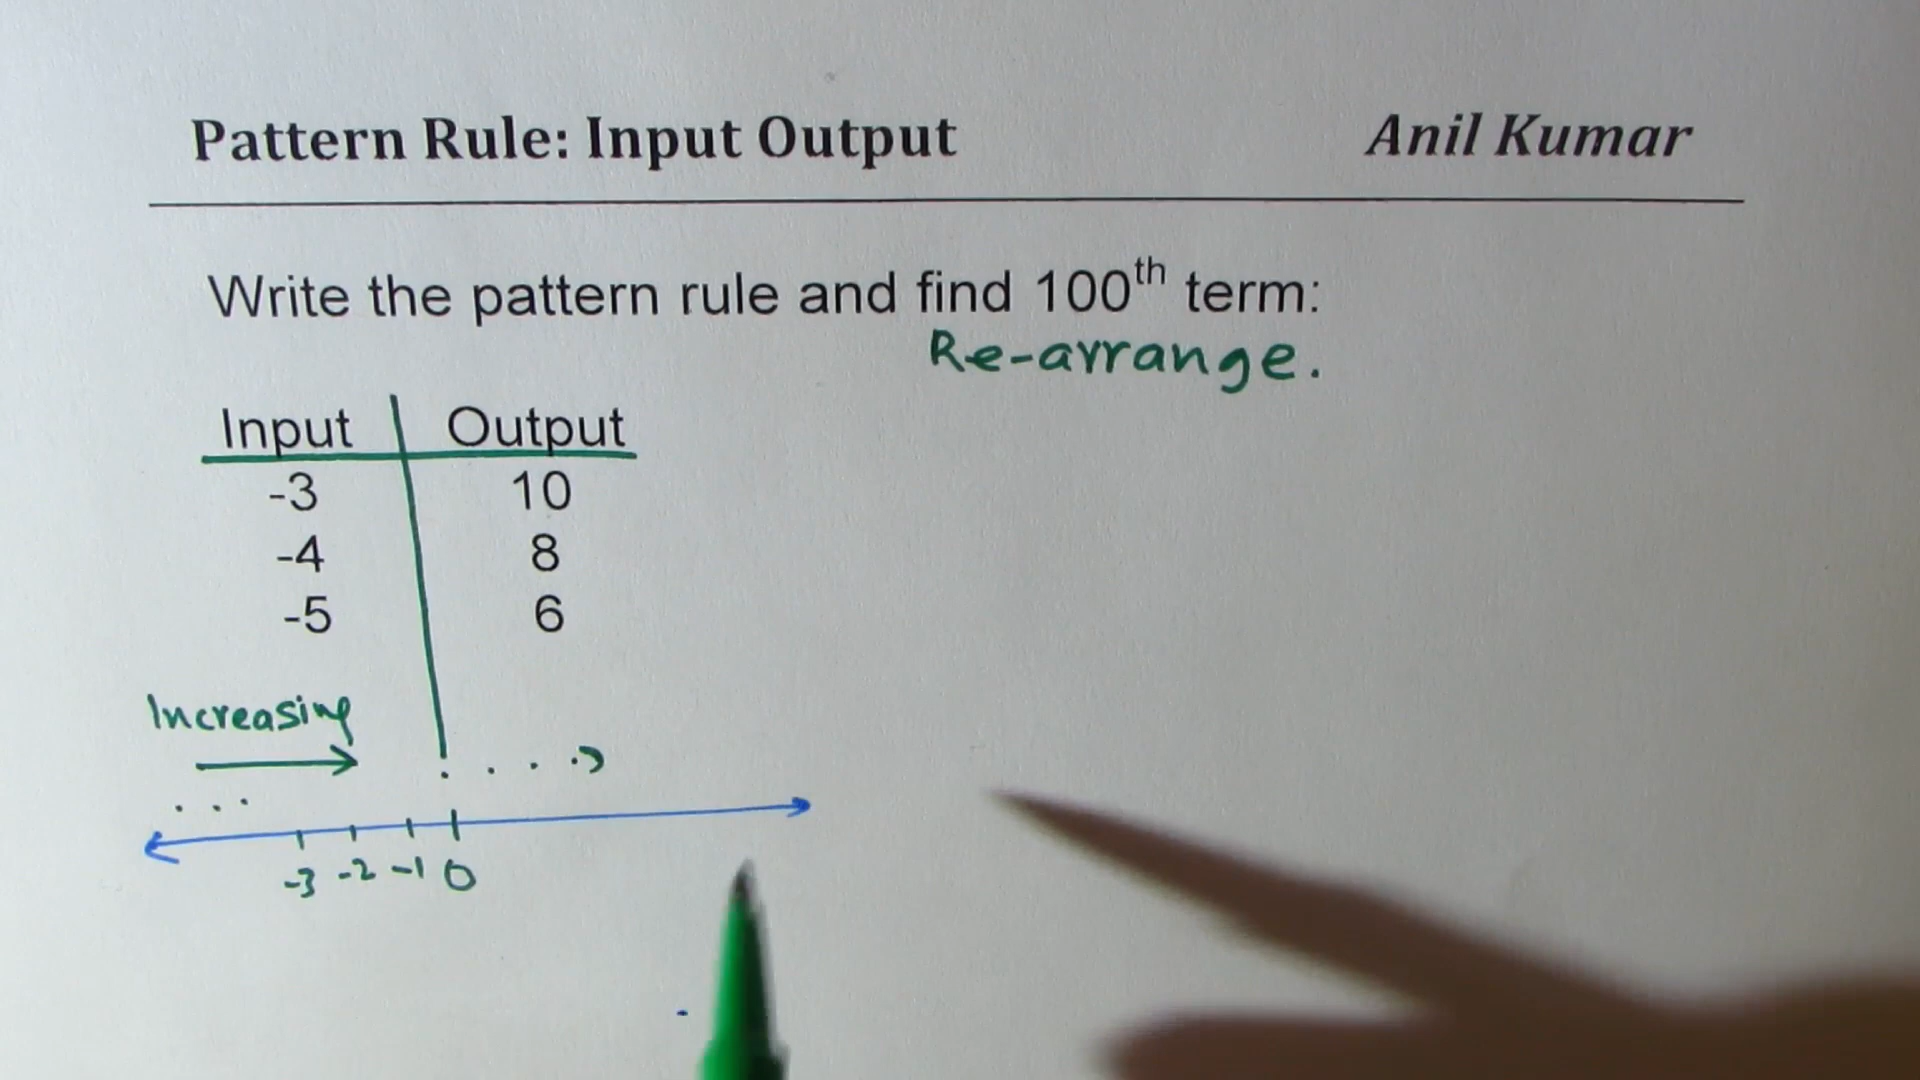 Pattern Rule: Input Output Anil Kumar
Write the pattern rule and find 100th term:
Re-arrange.
Input Output
-3 10
-4 8
-5 6
Increasing
-3 -2 -1 0